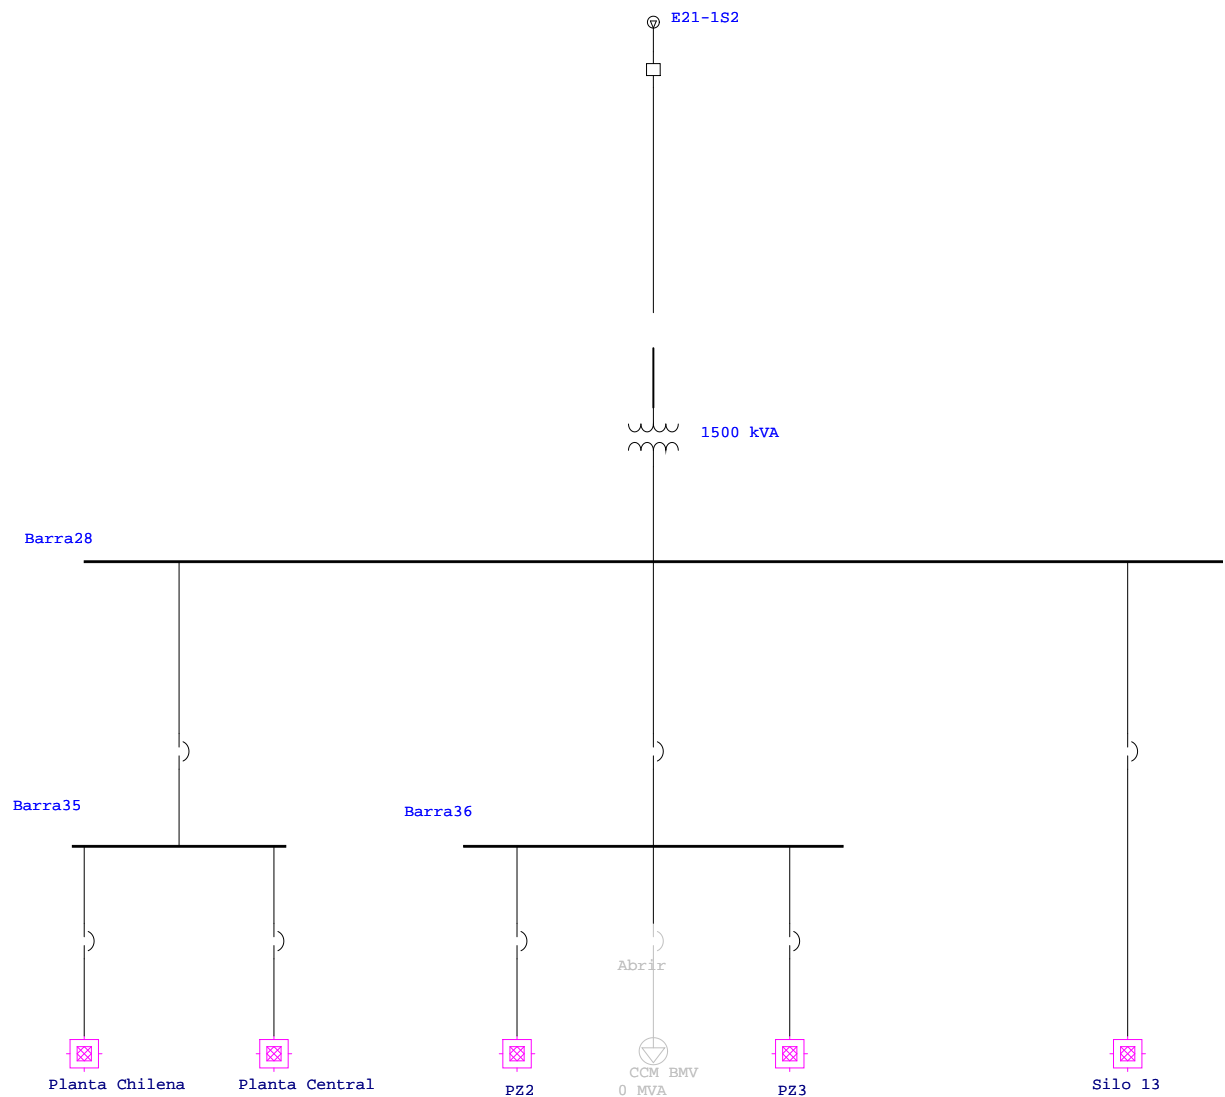 E21-1S2
1500 kVA
Barra28
Barra35
Barra36
Abrir
Planta Chilena
Planta Central
PZ2
CCM BMV
0 MVA
PZ3
Silo 13